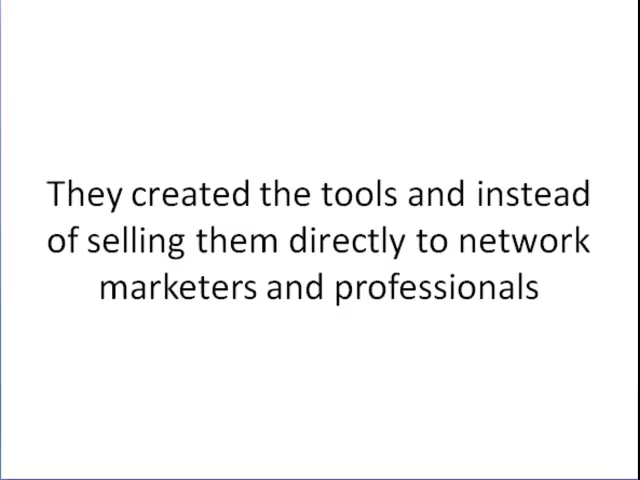 They created the tools and instead
of selling them directly to network
marketers and professionals